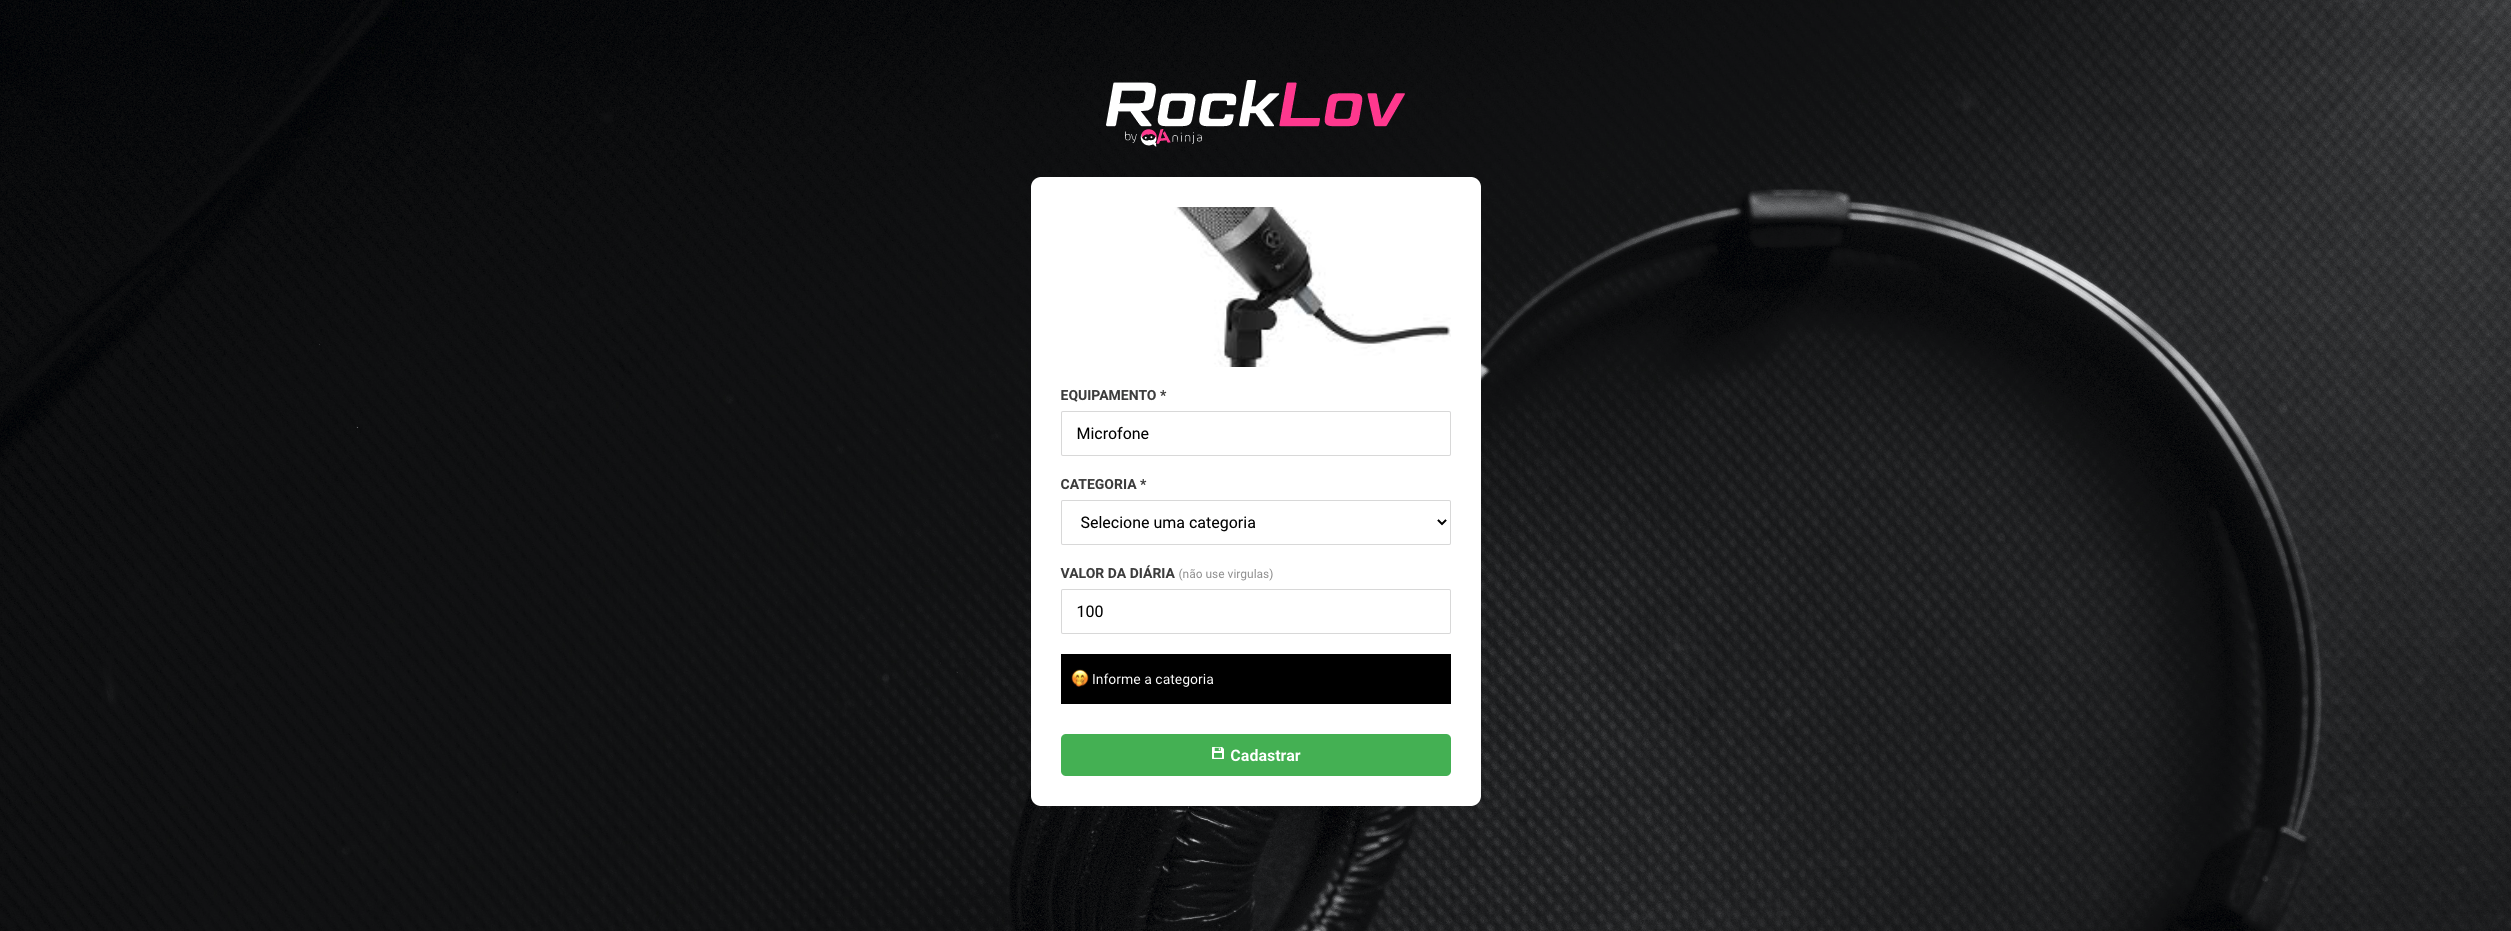 RockLov
by QAninja
EQUIPAMENTO *
Microfone
CATEGORIA *
Selecione uma categoria
VALOR DA DIÁRIA (não use virgulas)
100
🤭 Informe a categoria
Cadastrar